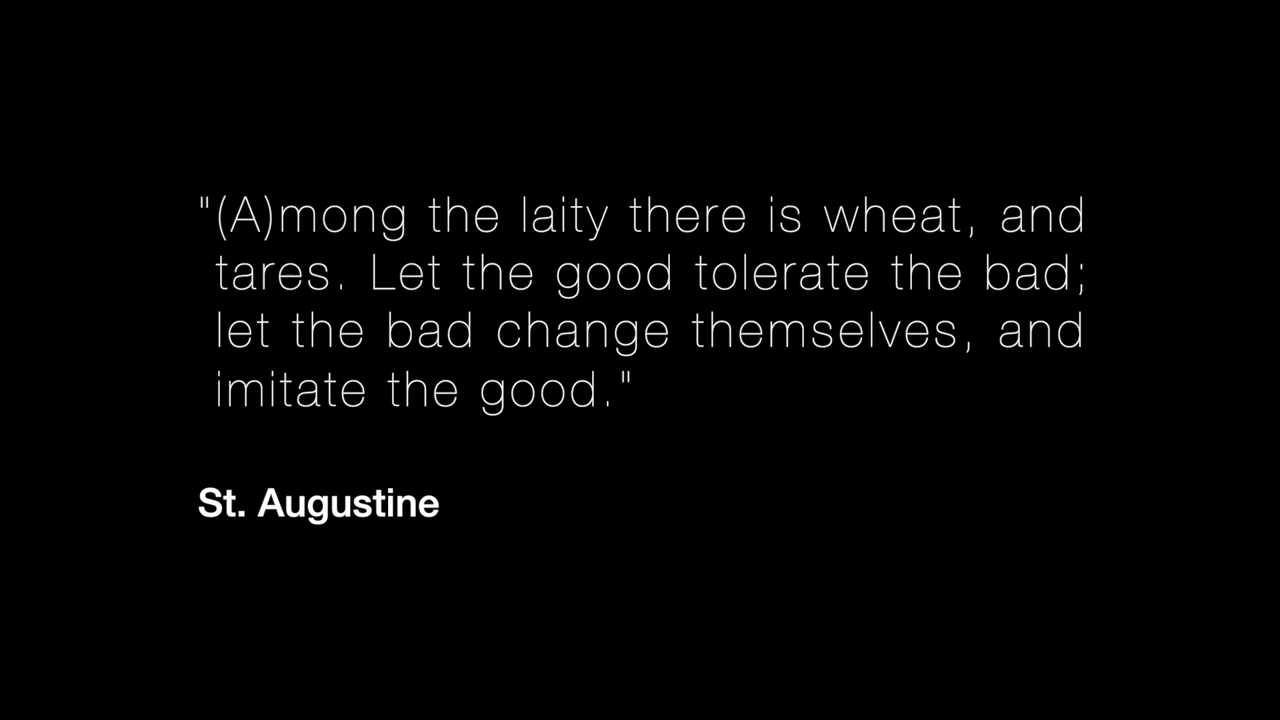 "(A)mong the laity there is wheat, and
tares. Let the good tolerate the bad;
let the bad change themselves, and
imitate the good."
St. Augustine